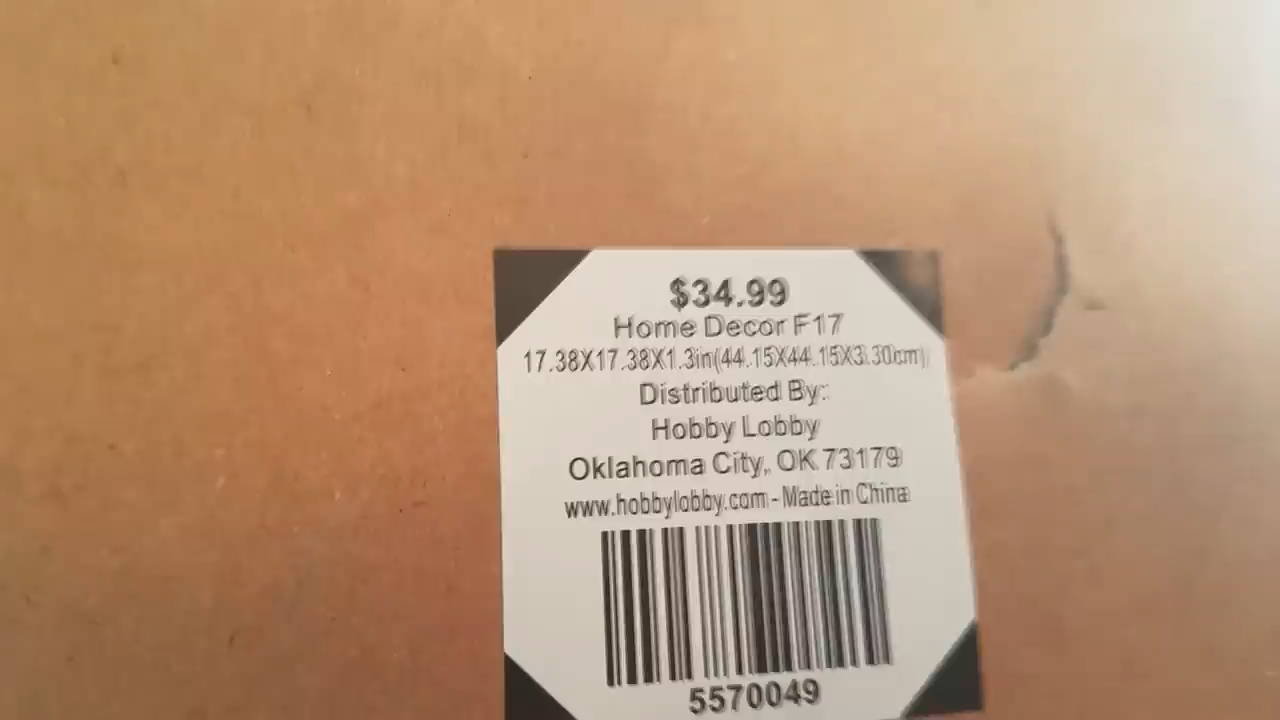 $34.99
Home Decor F17
17.38X17.38X1.3in(44.15X44.15X3.30cm)
Distributed By:
Hobby Lobby
Oklahoma City, OK 73179
www.hobbylobby.com - Made in China
5570049